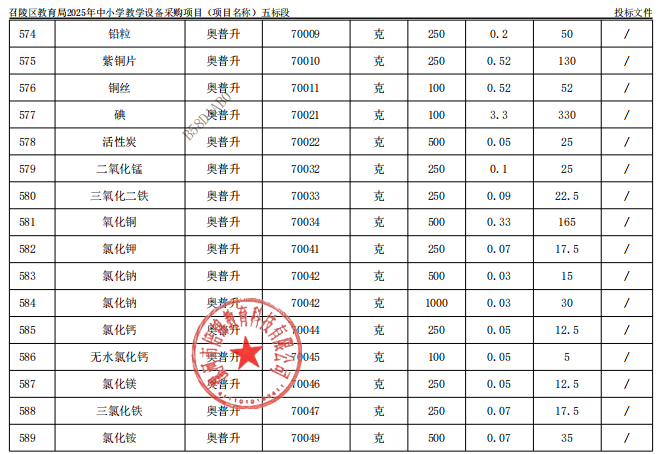 召陵区教育局2025年中小学教学设备采购项目（项目名称）五标段 投标文件
574 铅粒 奥普升 70009 克 250 0.2 50 /
575 紫铜片 奥普升 70010 克 250 0.52 130 /
576 铜丝 奥普升 70011 克 100 0.52 52 /
577 碘 奥普升 70021 克 100 3.3 330 /
578 活性炭 奥普升 70022 克 500 0.05 25 /
579 二氧化锰 奥普升 70032 克 250 0.1 25 /
580 三氧化二铁 奥普升 70033 克 250 0.09 22.5 /
581 氧化铜 奥普升 70034 克 500 0.33 165 /
582 氯化钾 奥普升 70041 克 250 0.07 17.5 /
583 氯化钠 奥普升 70042 克 500 0.03 15 /
584 氯化钠 奥普升 70042 克 1000 0.03 30 /
585 氯化钙 奥普升 70044 克 250 0.05 12.5 /
586 无水氯化钙 奥普升 70045 克 100 0.05 5 /
587 氯化镁 奥普升 70046 克 250 0.05 12.5 /
588 三氯化铁 奥普升 70047 克 250 0.07 17.5 /
589 氯化铵 奥普升 70049 克 500 0.07 35 /
教育科技有限公司